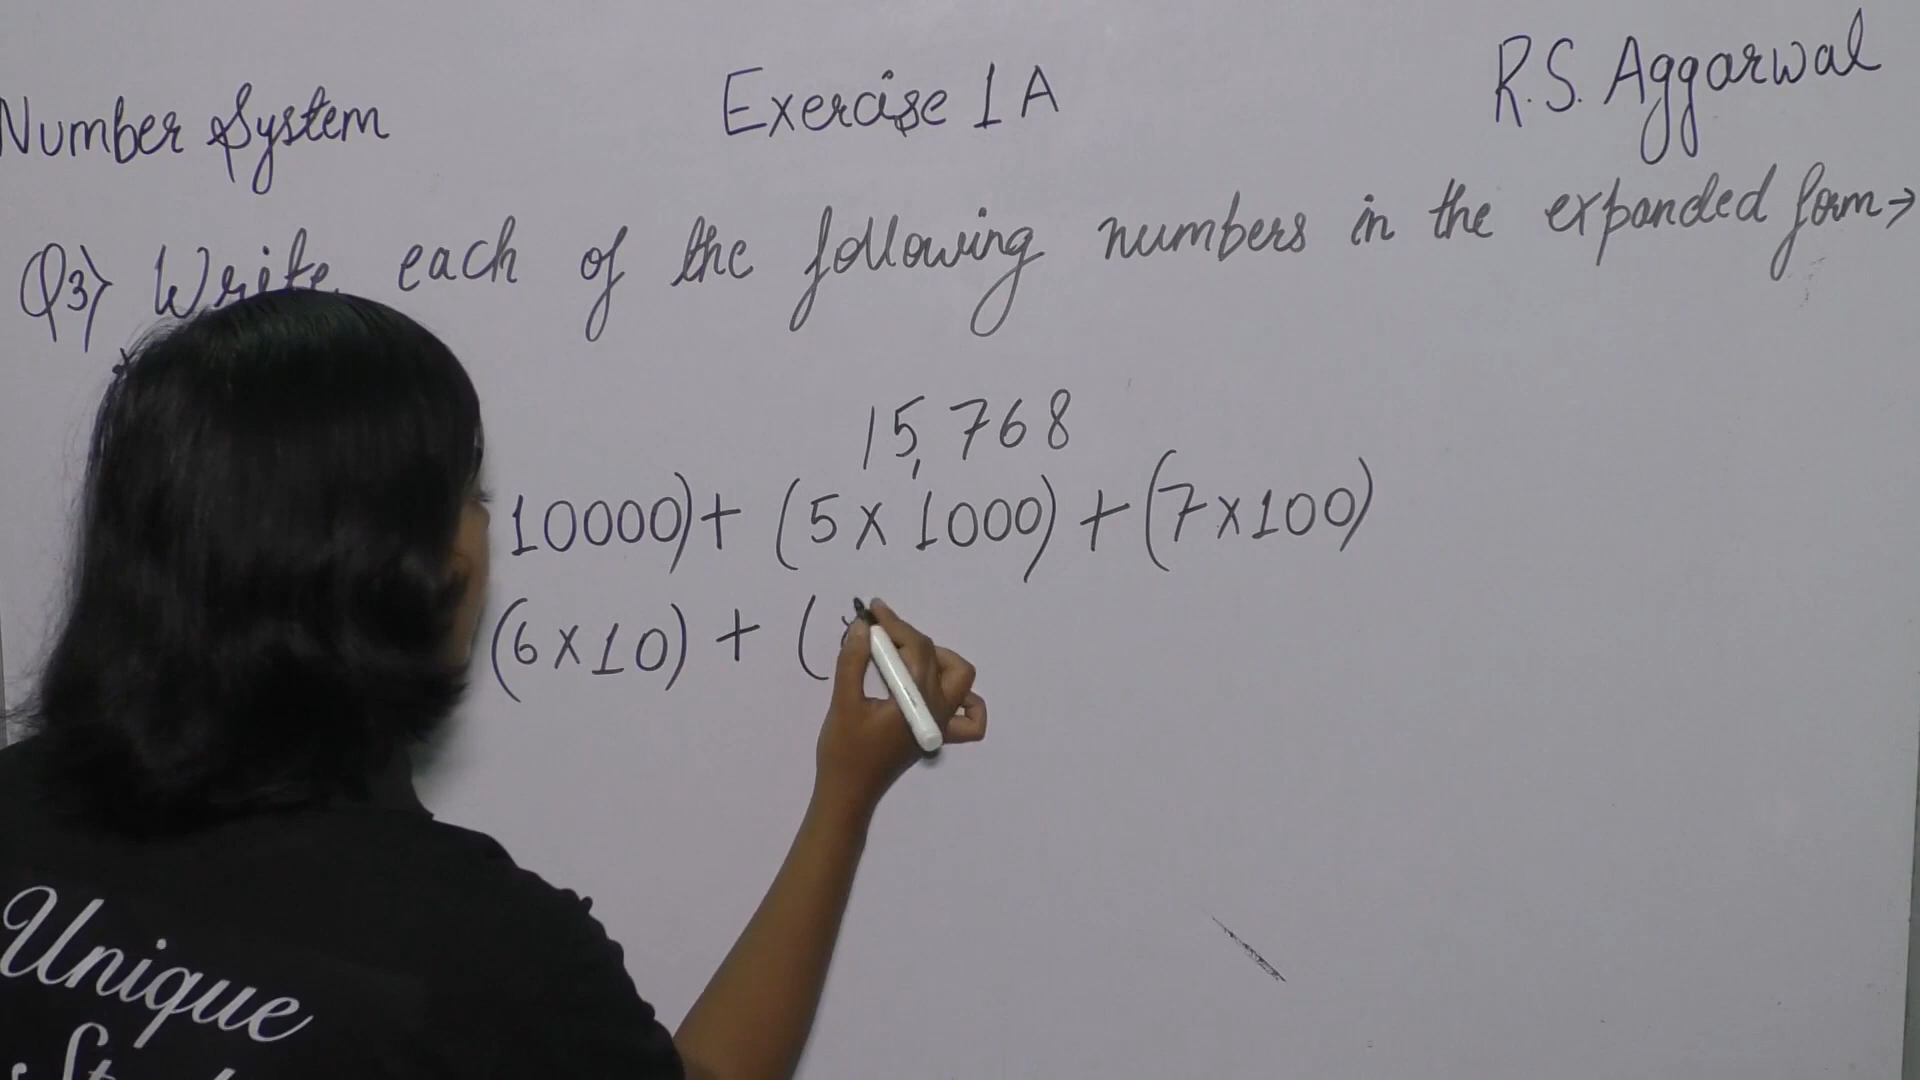 Number System Exercise 1A R.S. Aggarwal
Q3) Write each of the following numbers in the expanded form→
15,768
10000) + (5 × 1000) + (7 × 100)
(6 × 10) + (
Unique